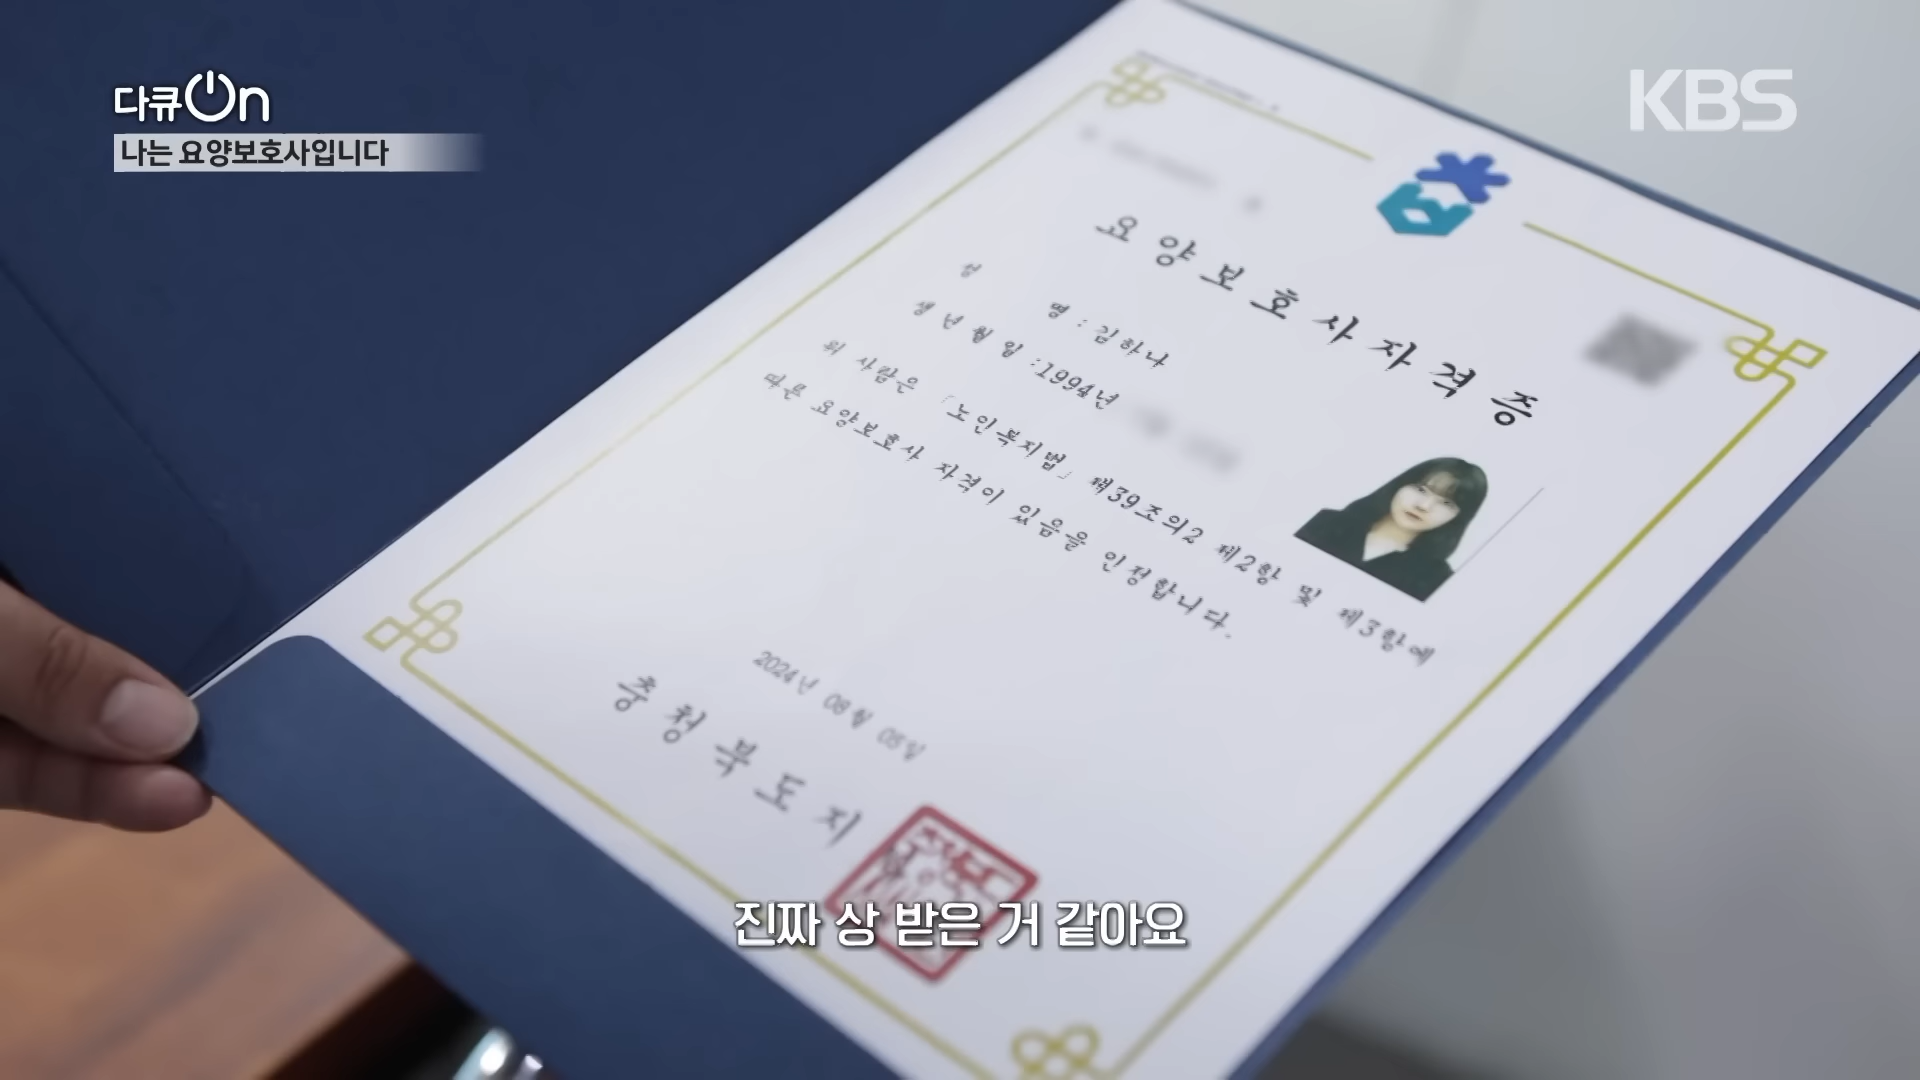 다큐On
나는 요양보호사입니다
KBS
요양보호사자격증
성 명 : 김하나
생년월일 :1994년
위 사람은 「노인복지법」 제39조의2 제2항 및 제3항에
따른 요양보호사 자격이 있음을 인정합니다.
2024년 08월 05일
충청북도지
진짜 상 받은 거 같아요